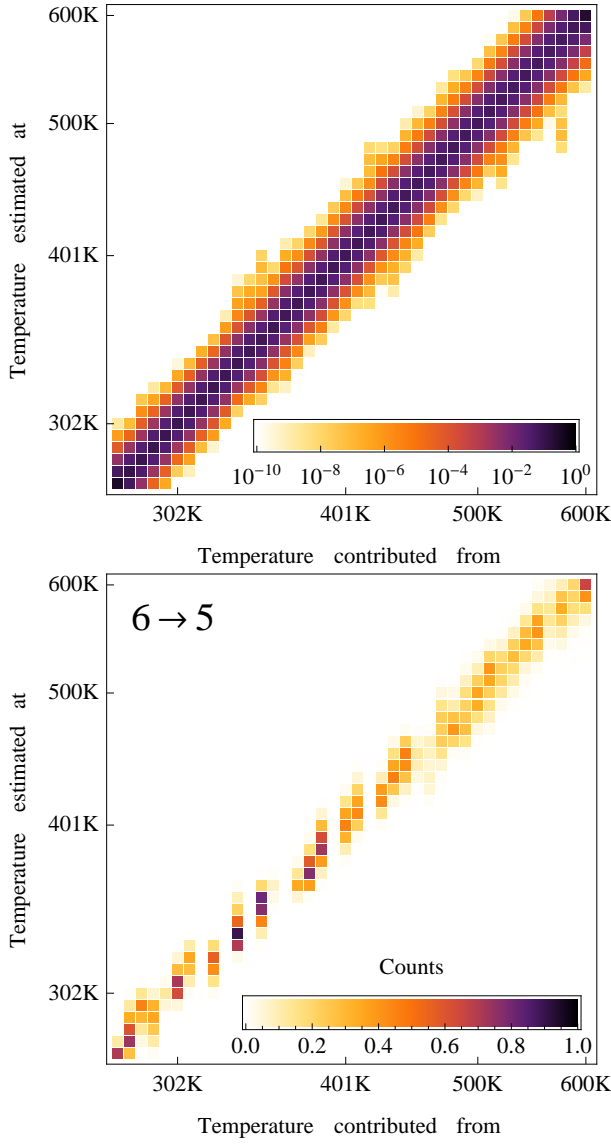 600K
500K
401K
302K
Temperature estimated at
10⁻¹⁰ 10⁻⁸ 10⁻⁶ 10⁻⁴ 10⁻² 10⁰
302K 401K 500K 600K
Temperature contributed from
600K
6→5
500K
401K
302K
Temperature estimated at
Counts
0.0 0.2 0.4 0.6 0.8 1.0
302K 401K 500K 600K
Temperature contributed from